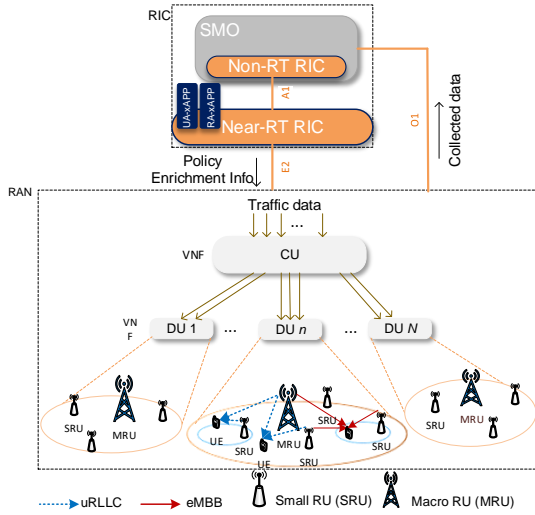 RIC
SMO
Non-RT RIC
A1
UA-xAPP
RA-xAPP
Near-RT RIC
O1
Collected data
Policy
Enrichment Info
E2
RAN
Traffic data
...
VNF
CU
VN
F
DU 1
...
DU n
...
DU N
SRU
MRU
UE
SRU
UE
MRU
SRU
SRU
SRU
SRU
MRU
SRU
uRLLC
eMBB
Small RU (SRU)
Macro RU (MRU)